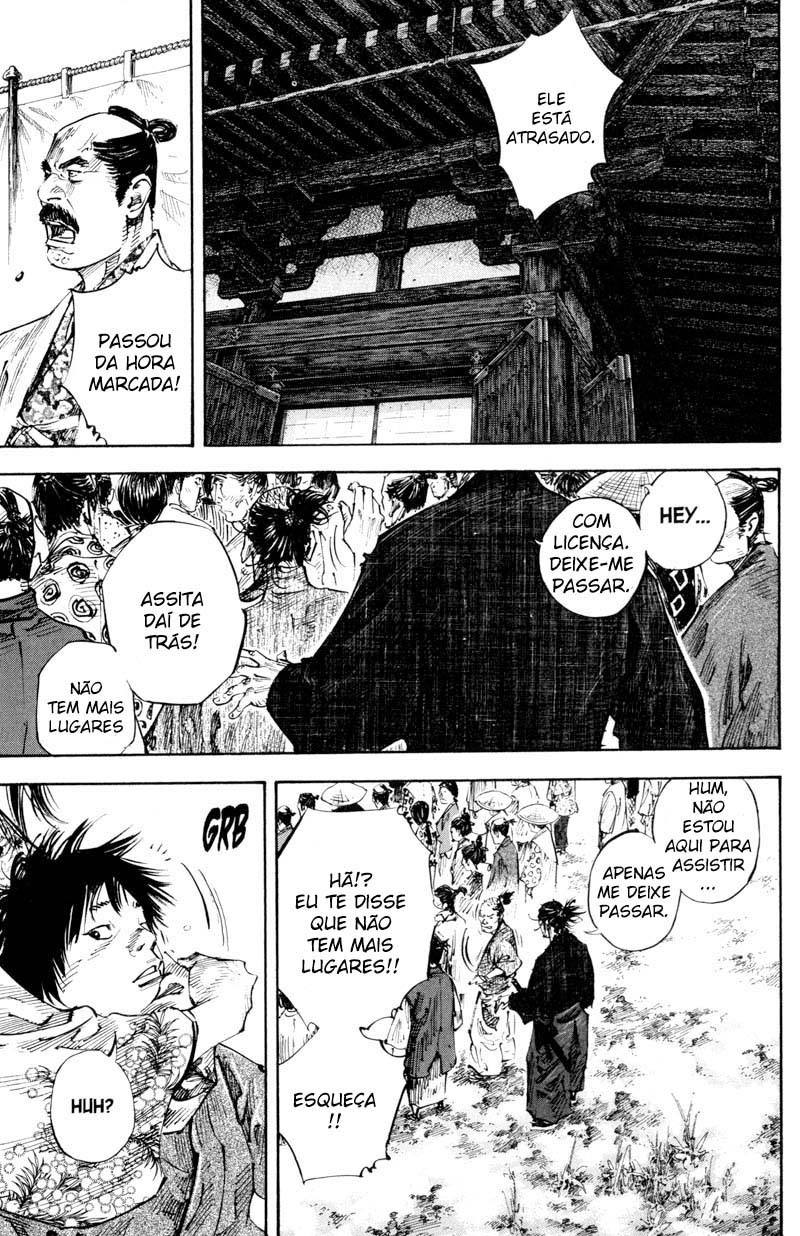 ELE
ESTÁ
ATRASADO.
PASSOU
DA HORA
MARCADA!
HEY...
COM
LICENÇA.
DEIXE-ME
PASSAR.
ASSITA
DAÍ DE
TRÁS!
NÃO
TEM MAIS
LUGARES
HUM,
NÃO
ESTOU
AQUI PARA
ASSISTIR
...
APENAS
ME DEIXE
PASSAR.
HÃ!?
EU TE DISSE
QUE NÃO
TEM MAIS
LUGARES!!
ESQUEÇA
!!
GRB
HUH?